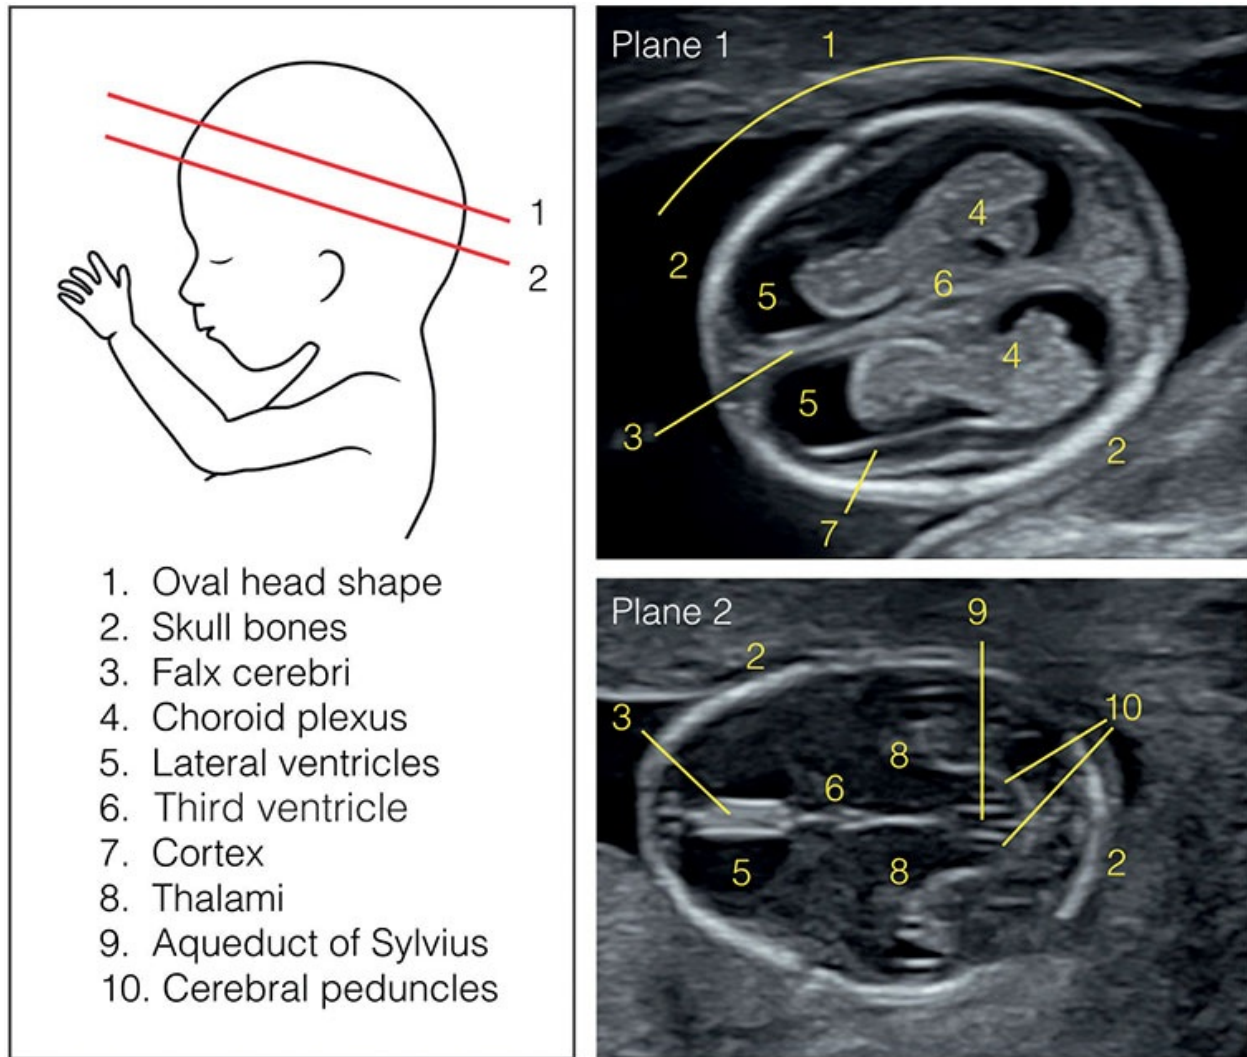 1
2
1. Oval head shape
2. Skull bones
3. Falx cerebri
4. Choroid plexus
5. Lateral ventricles
6. Third ventricle
7. Cortex
8. Thalami
9. Aqueduct of Sylvius
10. Cerebral peduncles
Plane 1
1
2
4
5
6
4
5
3
2
7
Plane 2
9
2
3
10
8
6
5
8
2